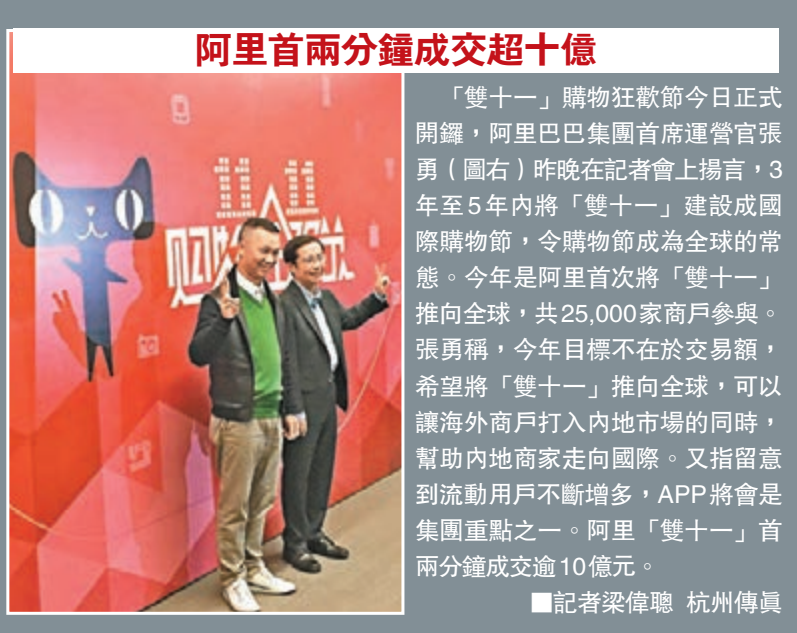 阿里首兩分鐘成交超十億
11 11
购物狂欢节
「雙十一」購物狂歡節今日正式
開鑼，阿里巴巴集團首席運營官張
勇（圖右）昨晚在記者會上揚言，3
年至5年內將「雙十一」建設成國
際購物節，令購物節成為全球的常
態。今年是阿里首次將「雙十一」
推向全球，共25,000家商戶參與。
張勇稱，今年目標不在於交易額，
希望將「雙十一」推向全球，可以
讓海外商戶打入內地市場的同時，
幫助內地商家走向國際。又指留意
到流動用戶不斷增多，APP將會是
集團重點之一。阿里「雙十一」首
兩分鐘成交逾10億元。
■記者梁偉聰 杭州傳真